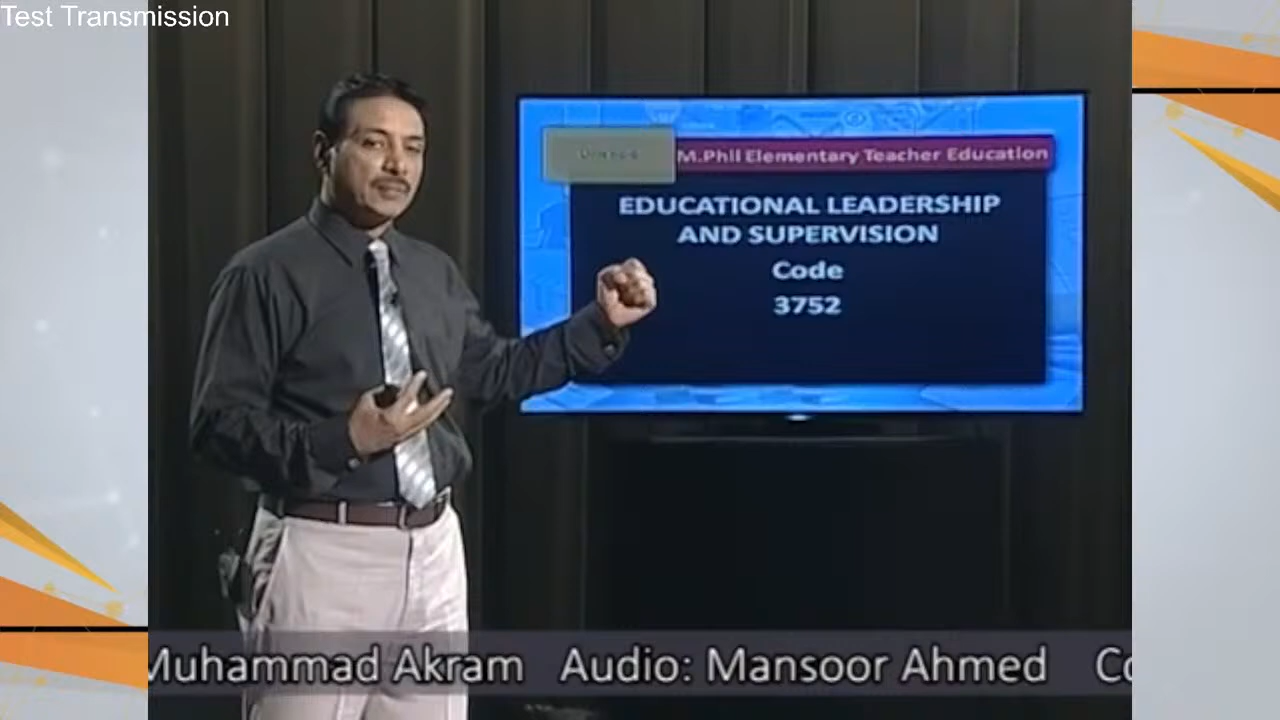 Test Transmission
M.Phil Elementary Teacher Education
EDUCATIONAL LEADERSHIP
AND SUPERVISION
Code
3752
Muhammad Akram Audio: Mansoor Ahmed